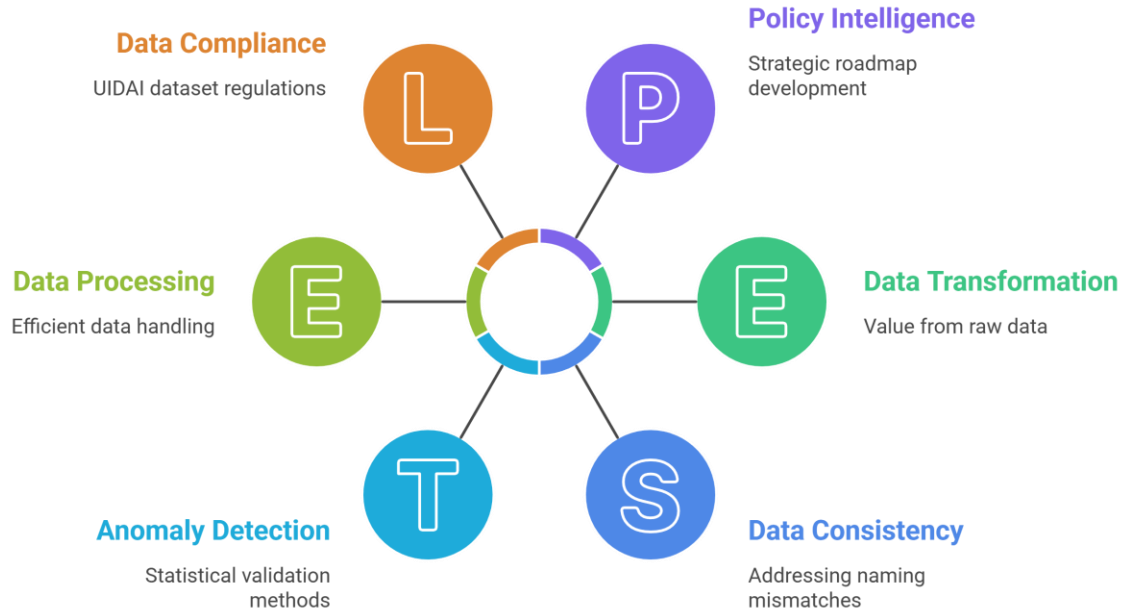 Policy Intelligence
Strategic roadmap
development
P
Data Transformation
Value from raw data
E
Data Consistency
Addressing naming
mismatches
S
Anomaly Detection
Statistical validation
methods
T
Data Processing
Efficient data handling
E
Data Compliance
UIDAI dataset regulations
L